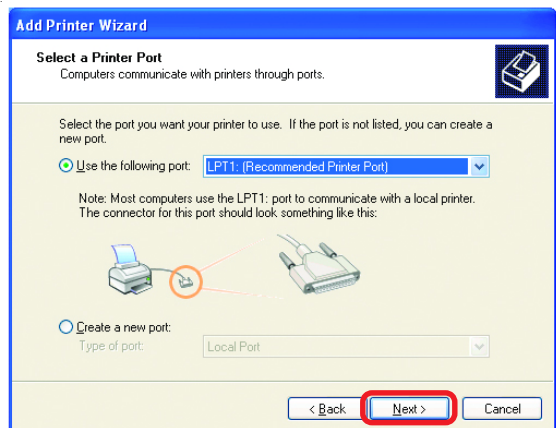 Add Printer Wizard
Select a Printer Port
Computers communicate with printers through ports.
Select the port you want your printer to use.  If the port is not listed, you can create a
new port.
Use the following port: LPT1: (Recommended Printer Port)
Note: Most computers use the LPT1: port to communicate with a local printer.
The connector for this port should look something like this:
Create a new port:
Type of port: Local Port
< Back Next > Cancel